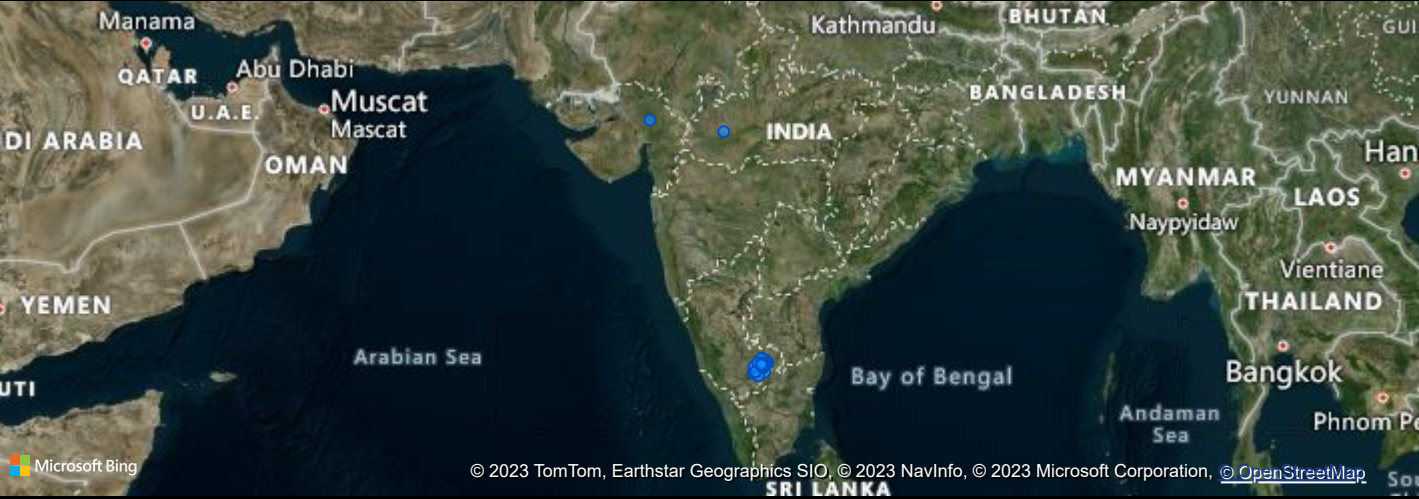 Manama
Kathmandu
BHUTAN
GUI
QATAR
Abu Dhabi
BANGLADESH
YUNNAN
U.A.E.
Muscat
Mascat
INDIA
DI ARABIA
OMAN
Han
MYANMAR
LAOS
Naypyidaw
Vientiane
YEMEN
THAILAND
Arabian Sea
Bay of Bengal
Bangkok
UTI
Andaman
Sea
Phnom Pe
Microsoft Bing
© 2023 TomTom, Earthstar Geographics SIO, © 2023 NavInfo, © 2023 Microsoft Corporation, © OpenStreetMap
SRI LANKA